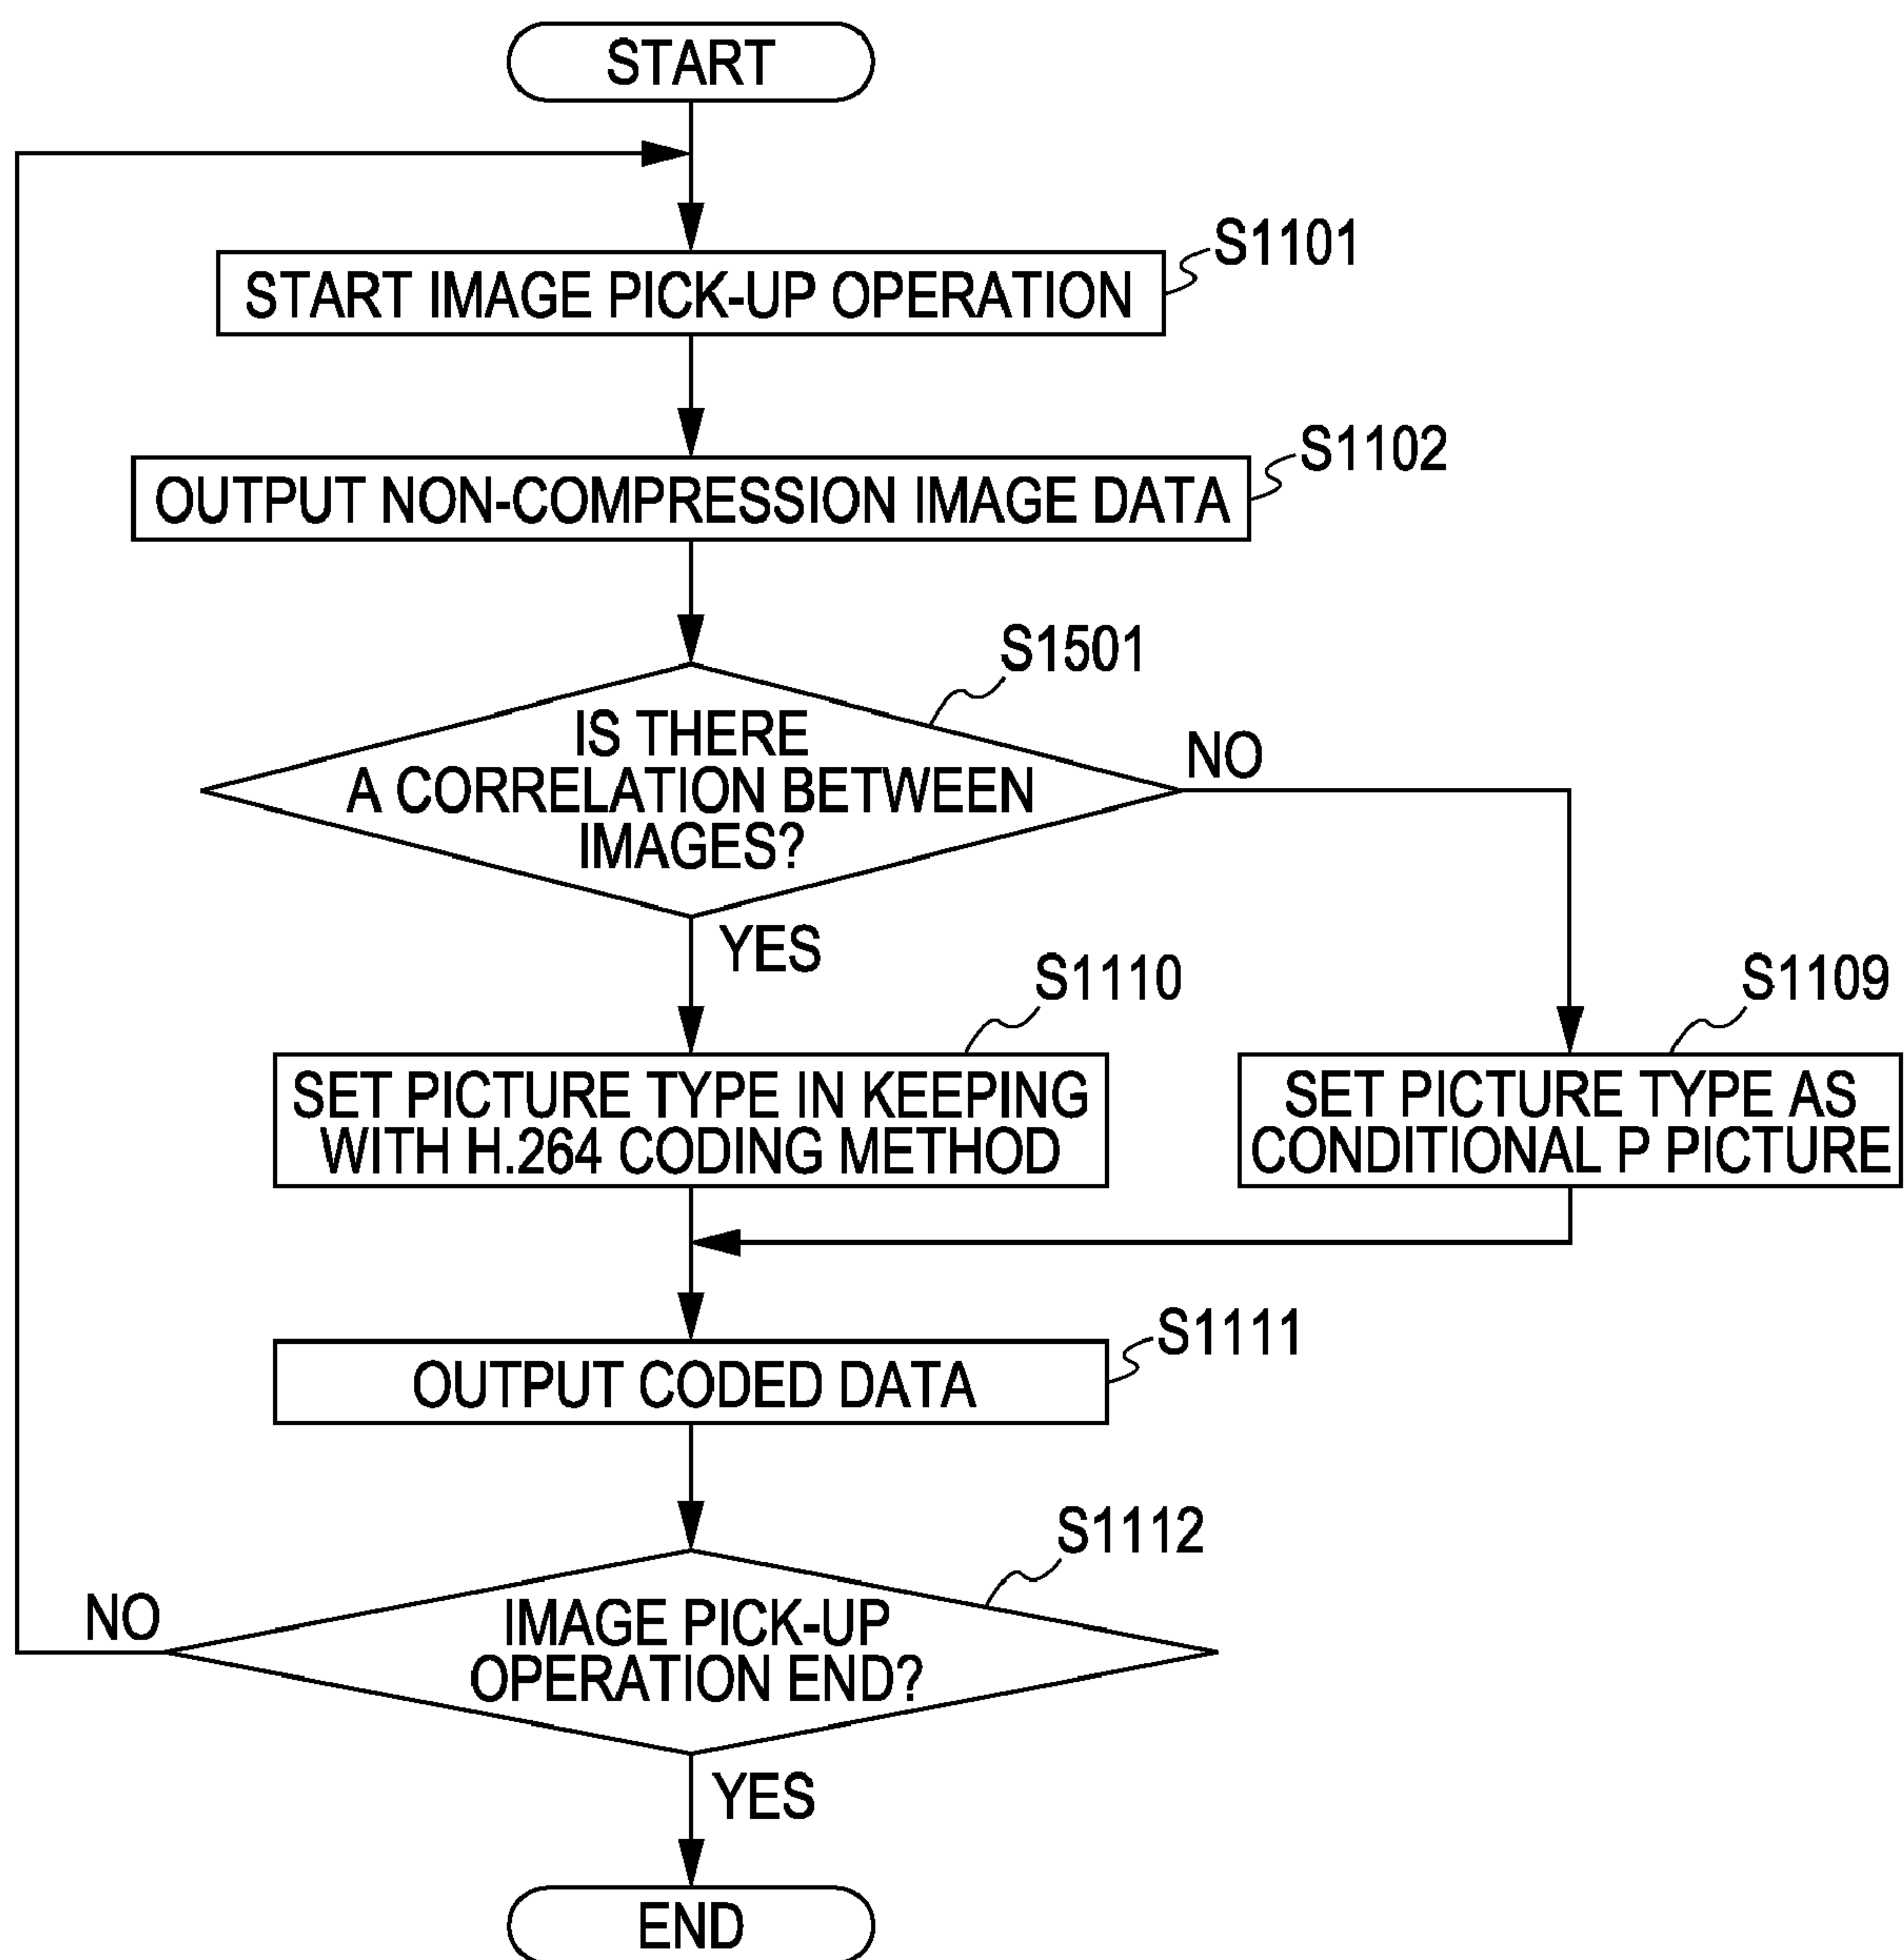 START
S1101
START IMAGE PICK-UP OPERATION
S1102
OUTPUT NON-COMPRESSION IMAGE DATA
S1501
IS THERE
A CORRELATION BETWEEN
IMAGES?
NO
YES
S1110
SET PICTURE TYPE IN KEEPING
WITH H.264 CODING METHOD
S1109
SET PICTURE TYPE AS
CONDITIONAL P PICTURE
S1111
OUTPUT CODED DATA
S1112
IMAGE PICK-UP
OPERATION END?
NO
YES
END